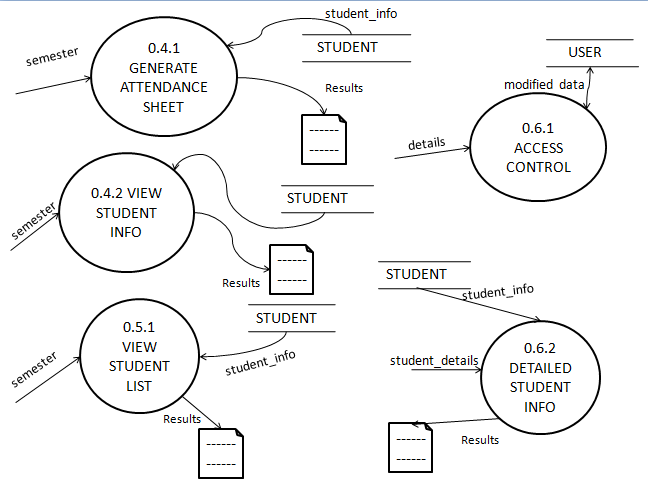 student_info
STUDENT
semester
0.4.1
GENERATE
ATTENDANCE
SHEET
Results
------
------
USER
modified_data
0.6.1
ACCESS
CONTROL
details
0.4.2 VIEW
STUDENT
INFO
semester
STUDENT
Results
------
------
STUDENT
student_info
0.5.1
VIEW
STUDENT
LIST
semester
STUDENT
student_info
Results
------
------
student_details
0.6.2
DETAILED
STUDENT
INFO
Results
------
------